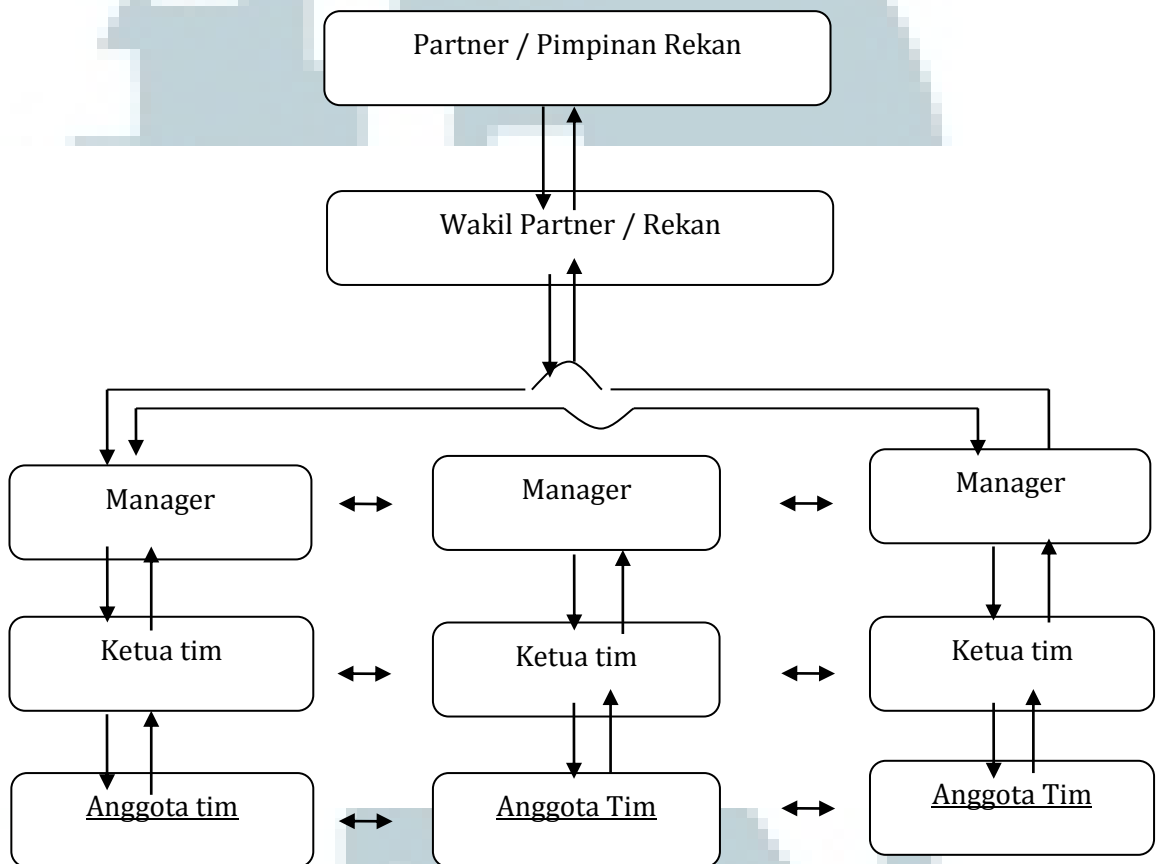 Partner / Pimpinan Rekan
Wakil Partner / Rekan
Manager
Manager
Manager
Ketua tim
Ketua tim
Ketua tim
Anggota tim
Anggota Tim
Anggota Tim